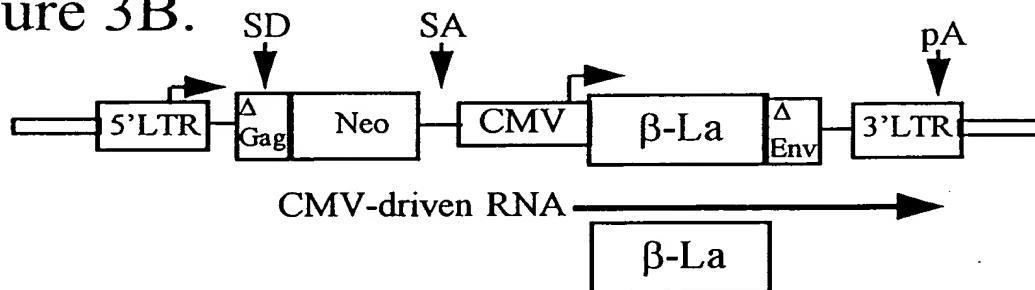 ure 3B.
SD SA pA
5'LTR Δ Gag Neo CMV β-La Δ Env 3'LTR
CMV-driven RNA
β-La